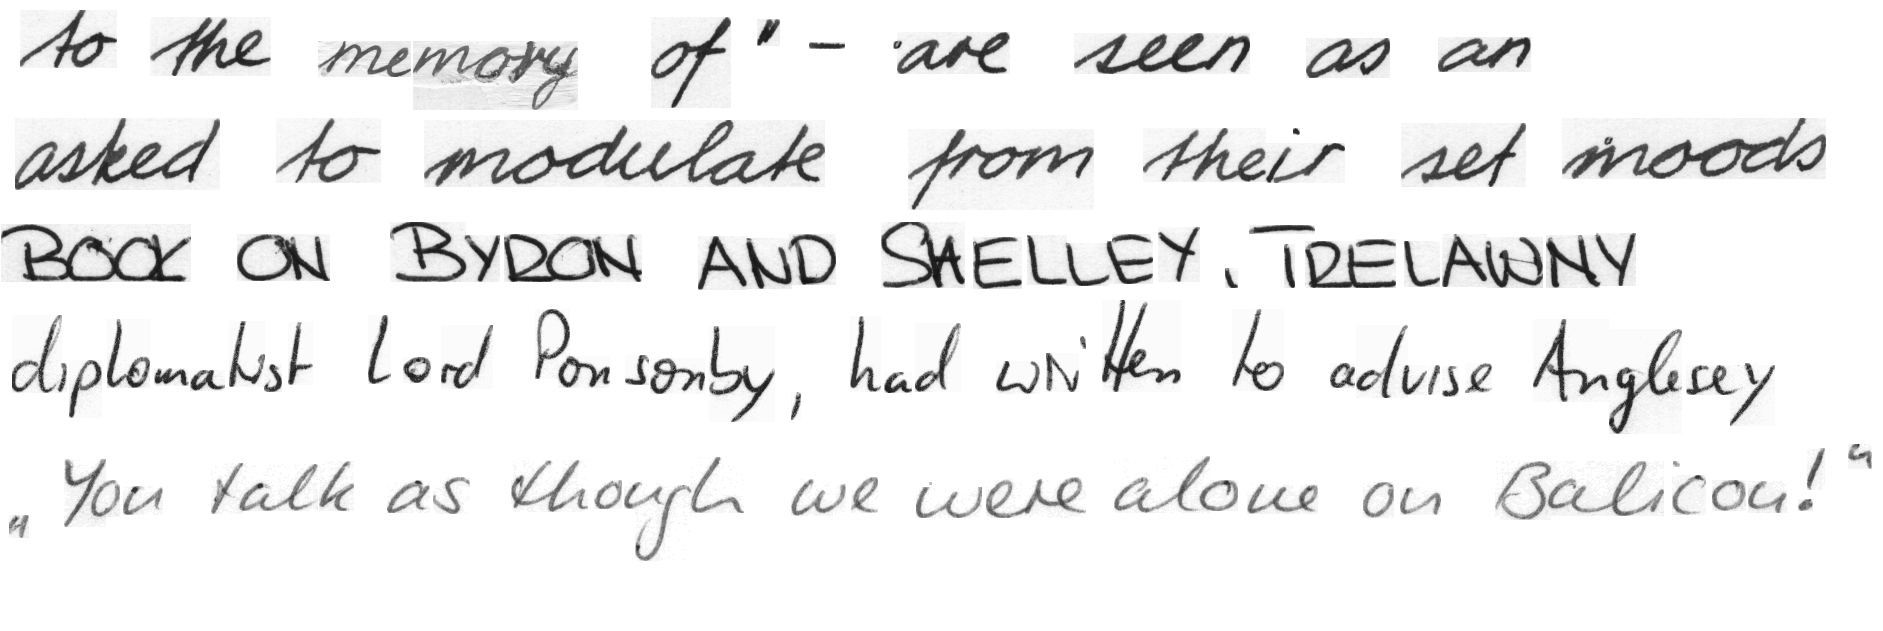 to the memory of" - are seen as an
asked to modulate from their set moods
BOOK ON BYRON AND SHELLEY. TRELAWNY
diplomatist Lord Ponsonby, had written to advise Anglesey
„You talk as though we were alone on Balicou!"